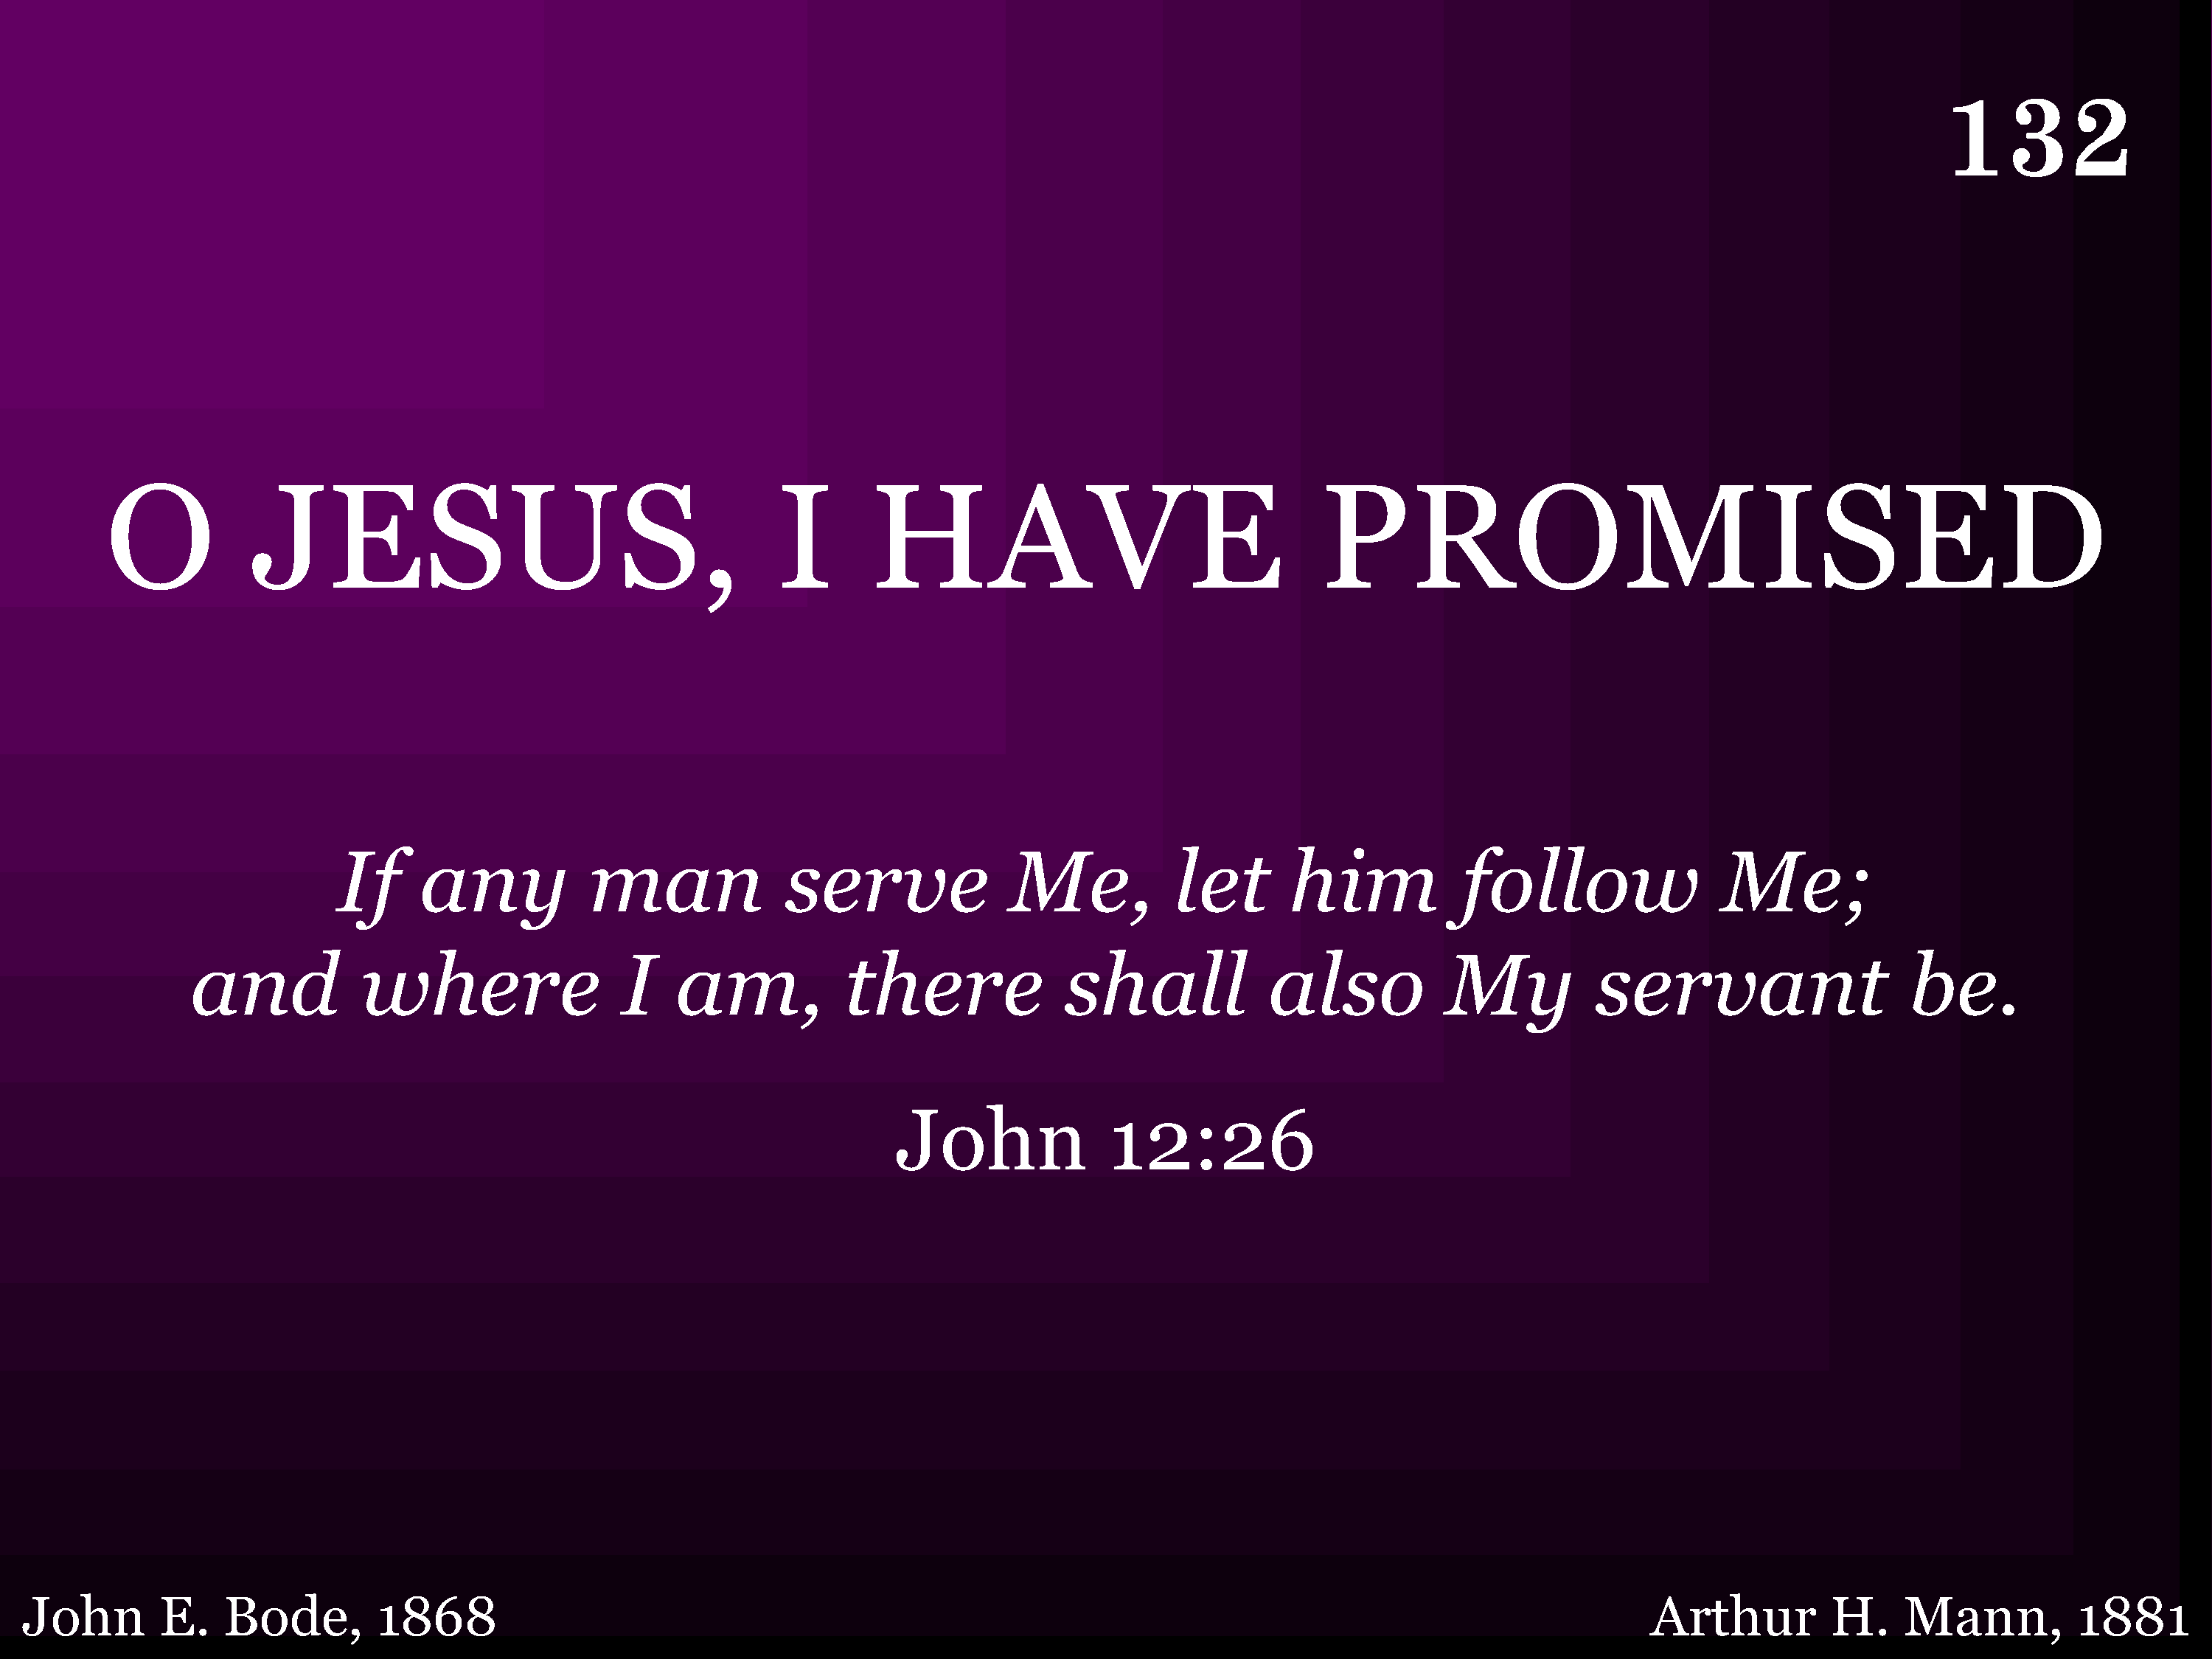 132
O JESUS, I HAVE PROMISED
If any man serve Me, let him follow Me;
and where I am, there shall also My servant be.
John 12:26
John E. Bode, 1868
Arthur H. Mann, 1881